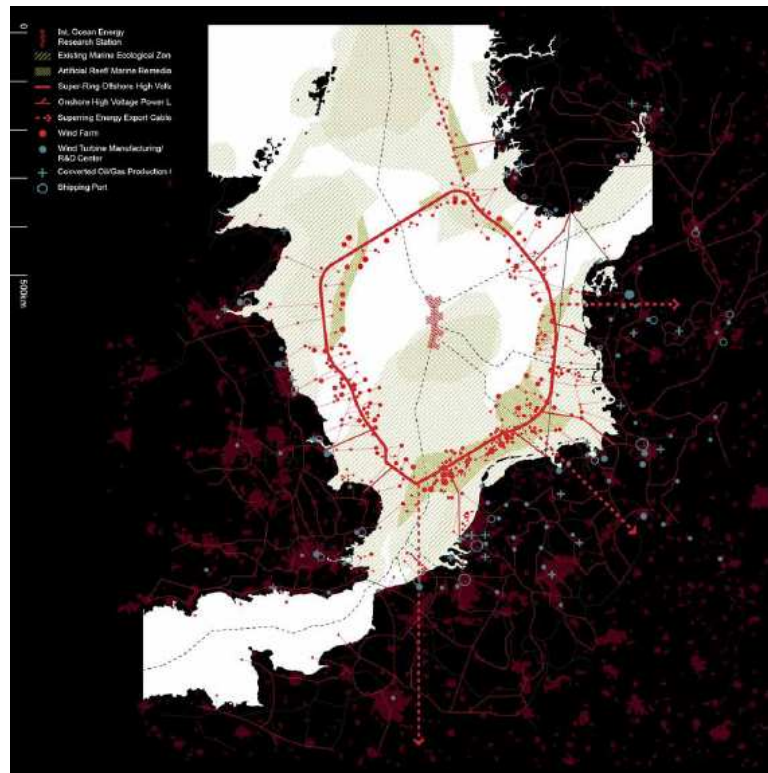 0
500km
Int. Ocean Energy
Research Station
Existing Marine Ecological Zon
Artificial Reef/ Marine Remedia
Super-Ring-Offshore High Volta
Onshore High Voltage Power L
Superring Energy Export Cable
Wind Farm
Wind Turbine Manufacturing/
R&D Center
Converted Oil/Gas Production
Shipping Port